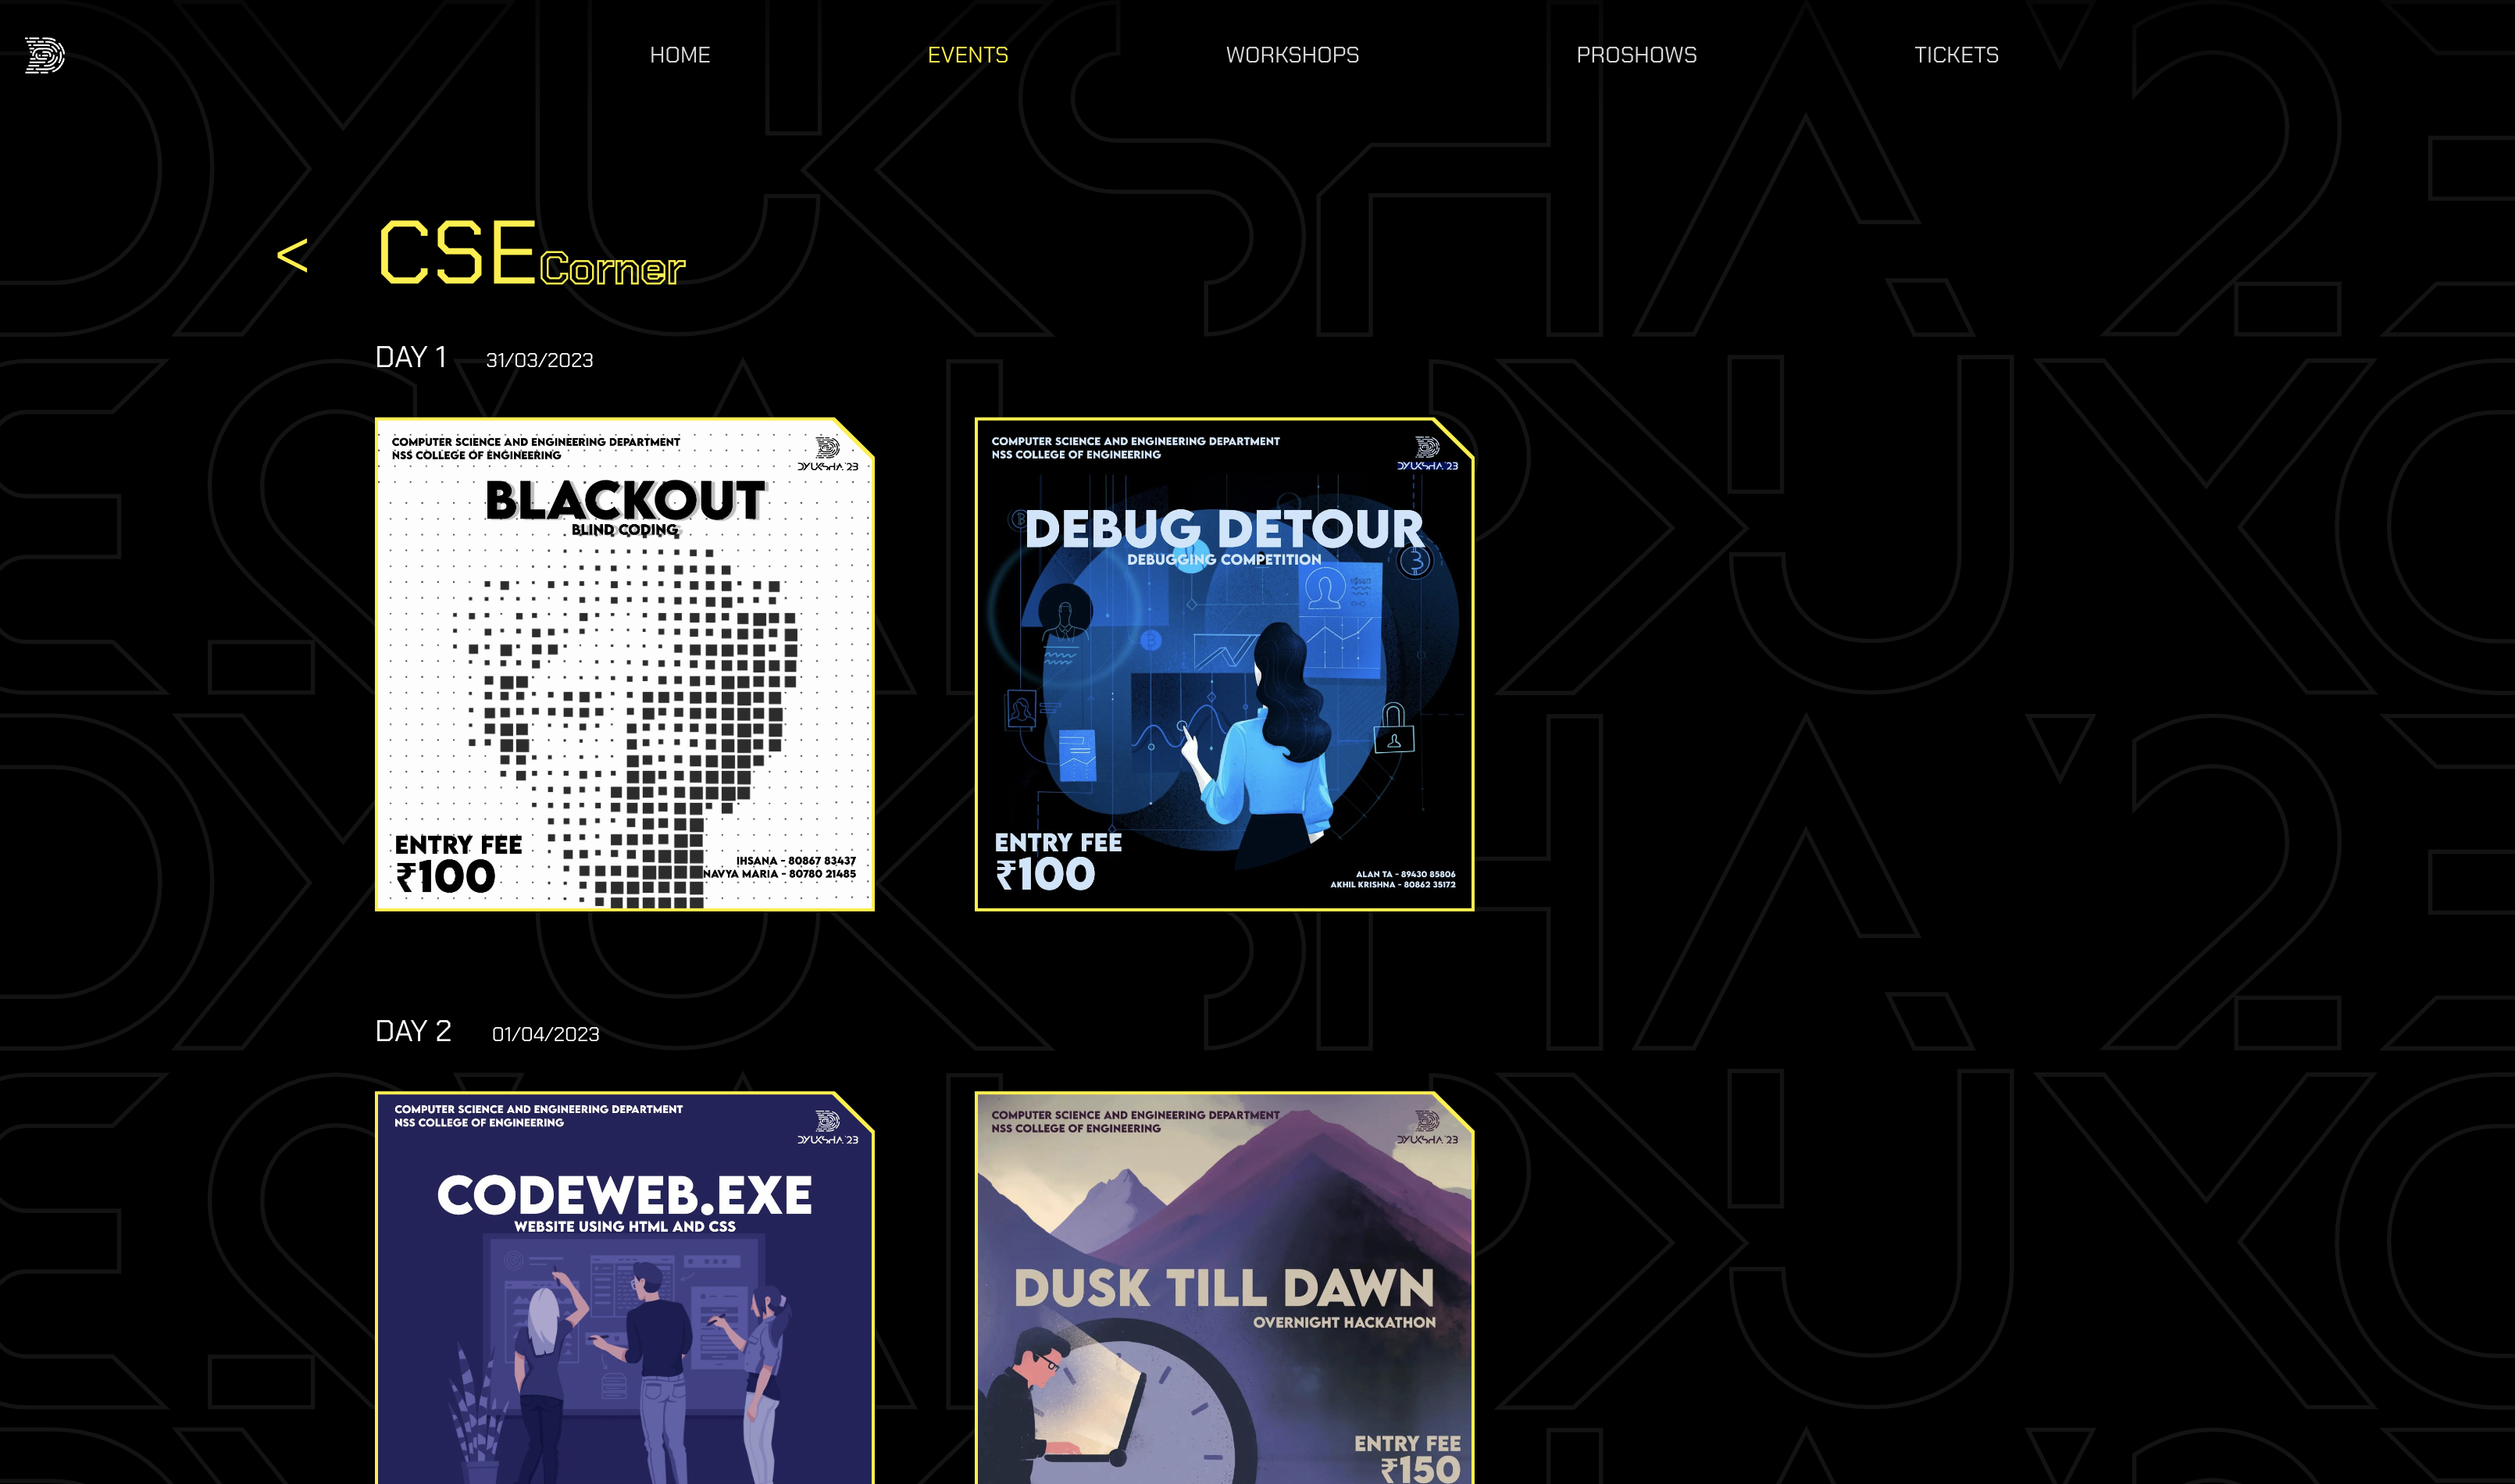 HOME EVENTS WORKSHOPS PROSHOWS TICKETS
< CSE Corner
DAY 1 31/03/2023
COMPUTER SCIENCE AND ENGINEERING DEPARTMENT
NSS COLLEGE OF ENGINEERING
DYUKSHA'23
BLACKOUT
BLIND CODING
ENTRY FEE
₹100
IHSANA - 80867 83437
NAVYA MARIA - 80780 21485
COMPUTER SCIENCE AND ENGINEERING DEPARTMENT
NSS COLLEGE OF ENGINEERING
DYUKSHA'23
DEBUG DETOUR
DEBUGGING COMPETITION
ENTRY FEE
₹100
ALAN TA - 89430 85806
AKHIL KRISHNA - 80862 35172
DAY 2 01/04/2023
COMPUTER SCIENCE AND ENGINEERING DEPARTMENT
NSS COLLEGE OF ENGINEERING
DYUKSHA'23
CODEWEB.EXE
WEBSITE USING HTML AND CSS
COMPUTER SCIENCE AND ENGINEERING DEPARTMENT
NSS COLLEGE OF ENGINEERING
DYUKSHA'23
DUSK TILL DAWN
OVERNIGHT HACKATHON
ENTRY FEE
₹150